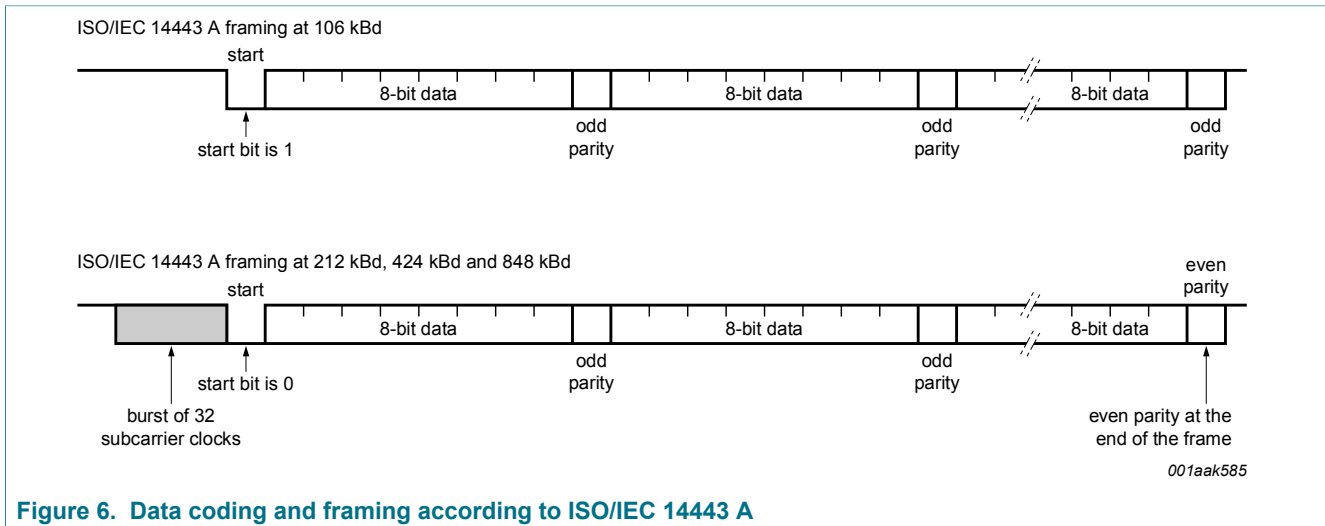 ISO/IEC 14443 A framing at 106 kBd
start
8-bit data
8-bit data
8-bit data
odd
parity
odd
parity
odd
parity
start bit is 1
ISO/IEC 14443 A framing at 212 kBd, 424 kBd and 848 kBd
start
even
parity
8-bit data
8-bit data
8-bit data
odd
parity
odd
parity
start bit is 0
burst of 32
subcarrier clocks
even parity at the
end of the frame
001aak585
Figure 6. Data coding and framing according to ISO/IEC 14443 A